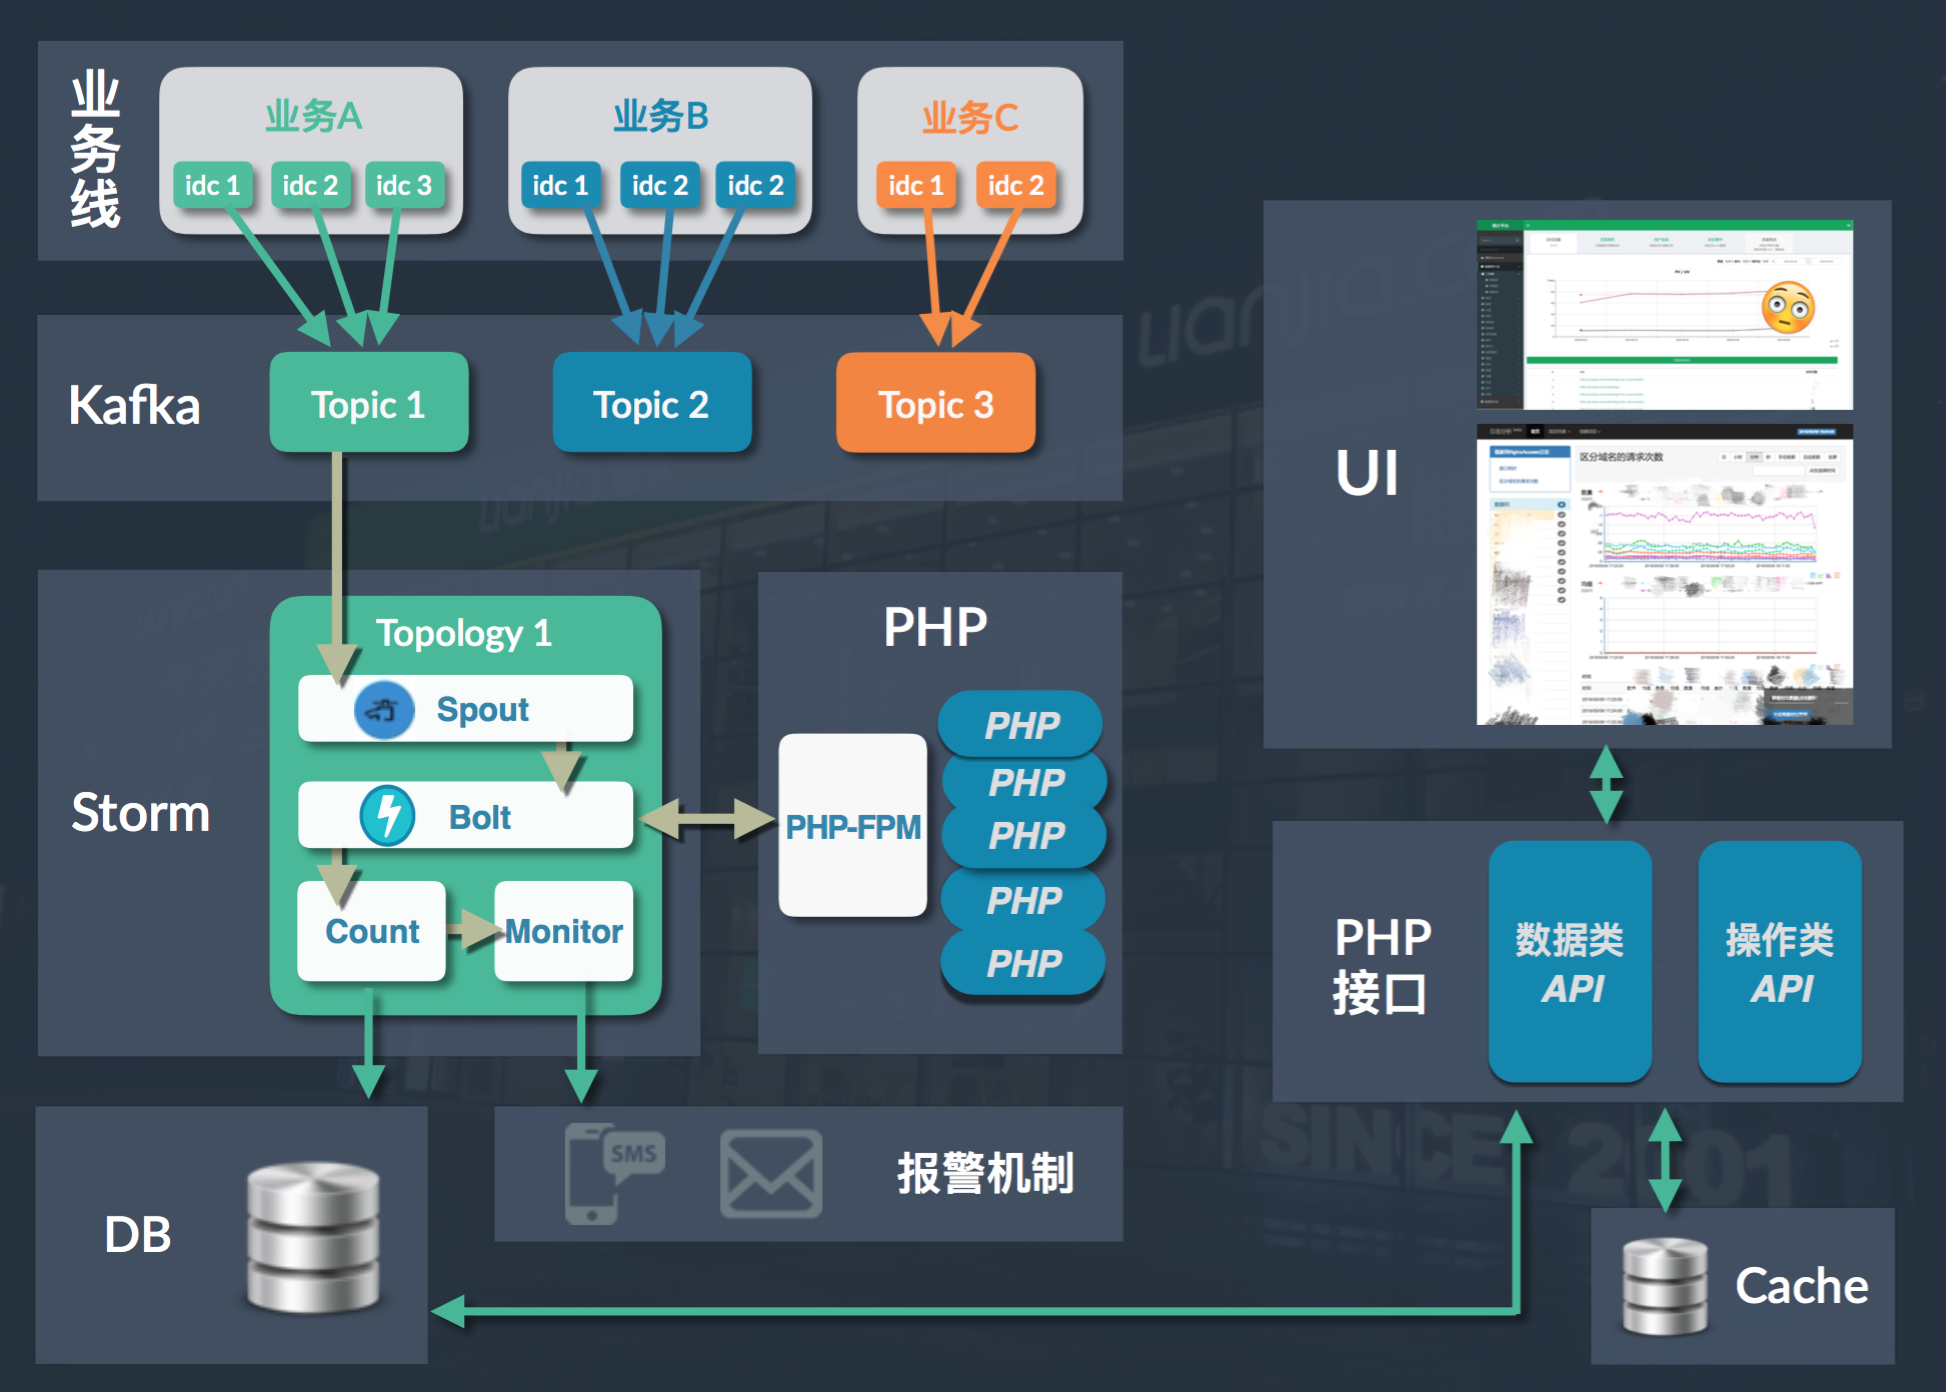 业务线
业务A
idc 1
idc 2
idc 3
业务B
idc 1
idc 2
idc 2
业务C
idc 1
idc 2
Kafka
Topic 1
Topic 2
Topic 3
Storm
Topology 1
Spout
Bolt
Count
Monitor
PHP
PHP-FPM
PHP
PHP
PHP
PHP
PHP
DB
SMS
报警机制
UI
区分域名的请求次数
PHP
接口
数据类
API
操作类
API
Cache
Lianjia.
SINCE 2001